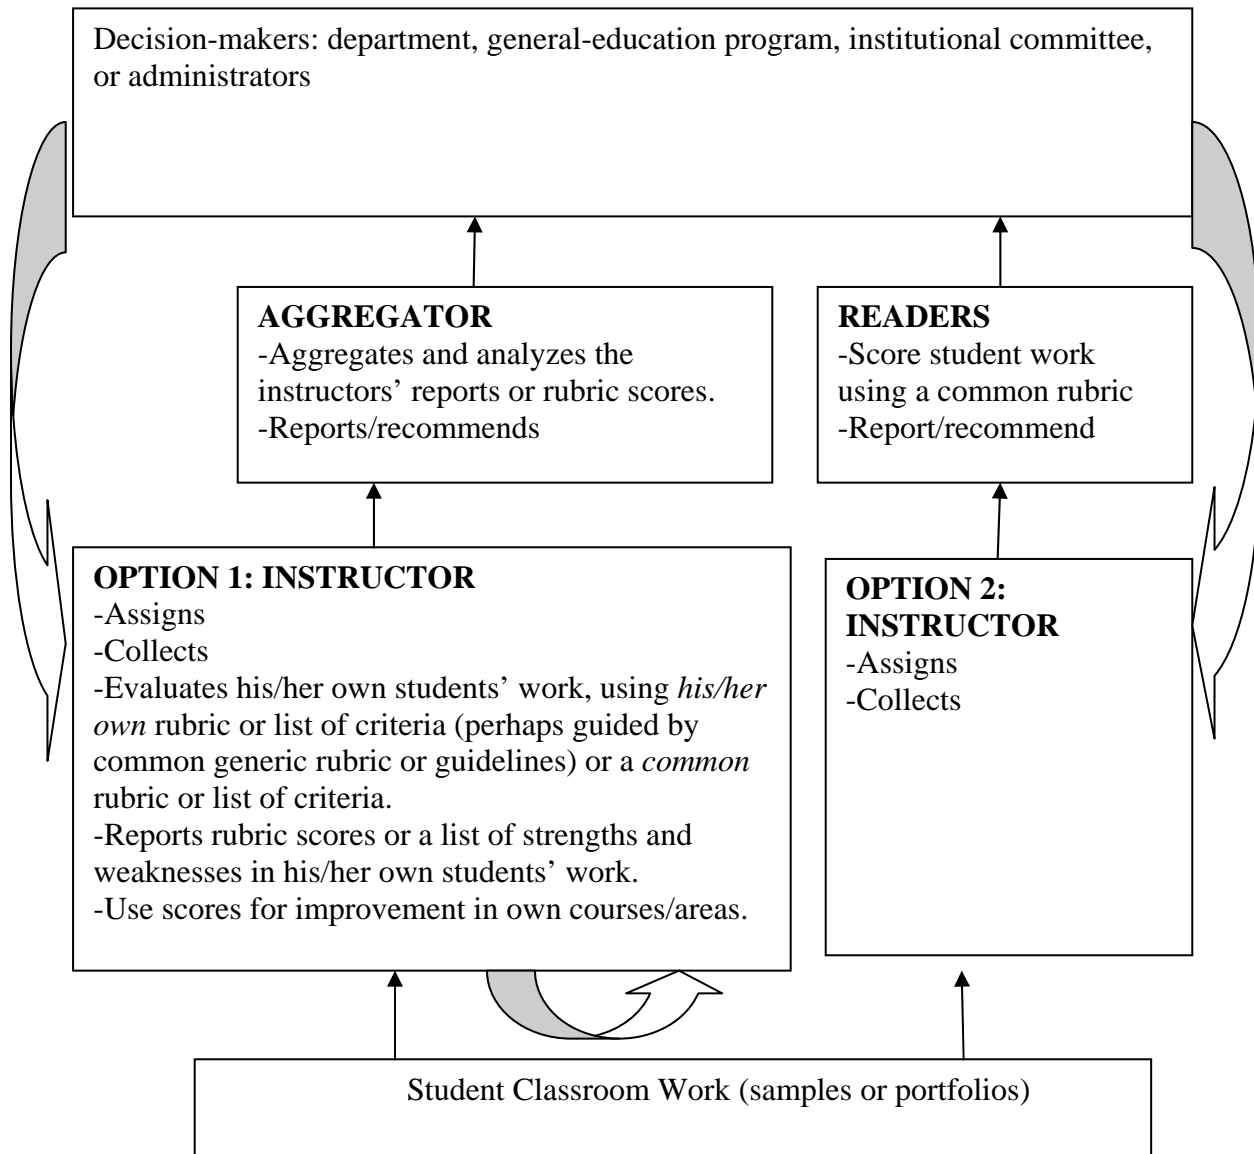 Decision-makers: department, general-education program, institutional committee,
or administrators
AGGREGATOR
-Aggregates and analyzes the
instructors’ reports or rubric scores.
-Reports/recommends
READERS
-Score student work
using a common rubric
-Report/recommend
OPTION 1: INSTRUCTOR
-Assigns
-Collects
-Evaluates his/her own students’ work, using his/her
own rubric or list of criteria (perhaps guided by
common generic rubric or guidelines) or a common
rubric or list of criteria.
-Reports rubric scores or a list of strengths and
weaknesses in his/her own students’ work.
-Use scores for improvement in own courses/areas.
OPTION 2:
INSTRUCTOR
-Assigns
-Collects
Student Classroom Work (samples or portfolios)